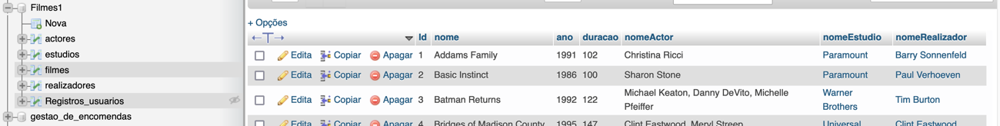 Filmes1
Nova
actores
estudios
filmes
realizadores
Registros_usuarios
gestao_de_encomendas
+ Opções
Id nome ano duracao nomeActor nomeEstudio nomeRealizador
Edita Copiar Apagar 1 Addams Family 1991 102 Christina Ricci Paramount Barry Sonnenfeld
Edita Copiar Apagar 2 Basic Instinct 1986 100 Sharon Stone Paramount Paul Verhoeven
Edita Copiar Apagar 3 Batman Returns 1992 122 Michael Keaton, Danny DeVito, Michelle Pfeiffer Warner Brothers Tim Burton
Edita Copiar Apagar 4 Bridges of Madison County 1995 147 Clint Eastwood, Meryl Streep Universal Clint Eastwood